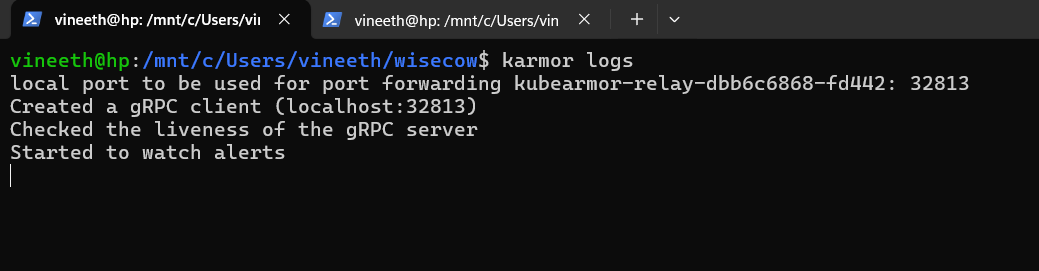 vineeth@hp: /mnt/c/Users/vii
vineeth@hp: /mnt/c/Users/vin
vineeth@hp:/mnt/c/Users/vineeth/wisecow$ karmor logs
local port to be used for port forwarding kubearmor-relay-dbb6c6868-fd442: 32813
Created a gRPC client (localhost:32813)
Checked the liveness of the gRPC server
Started to watch alerts